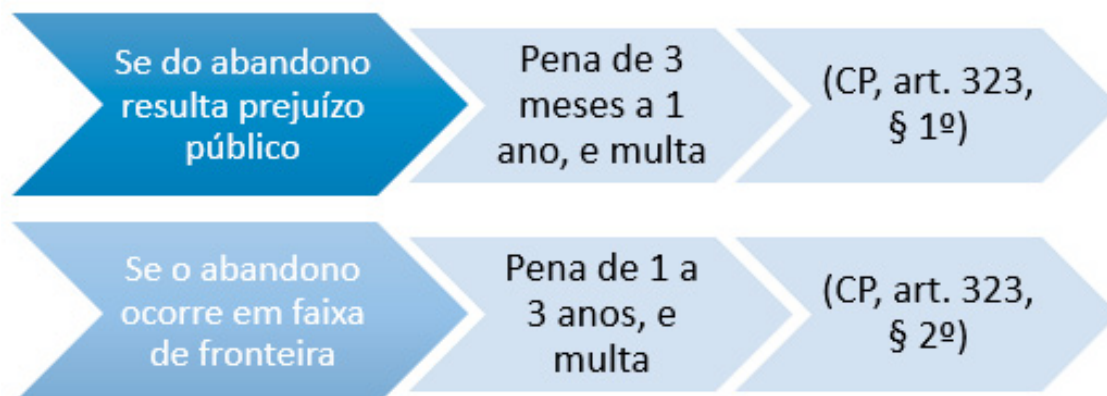 Se do abandono
resulta prejuízo
público
Pena de 3
meses a 1
ano, e multa
(CP, art. 323,
§ 1º)
Se o abandono
ocorre em faixa
de fronteira
Pena de 1 a
3 anos, e
multa
(CP, art. 323,
§ 2º)